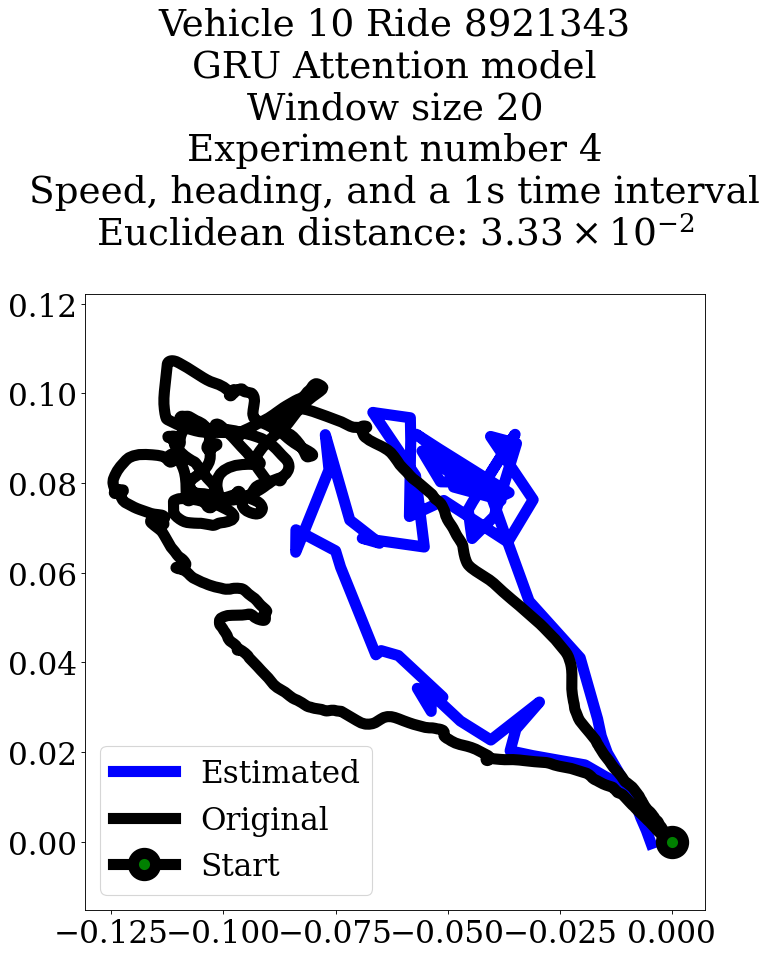 Vehicle 10 Ride 8921343
GRU Attention model
Window size 20
Experiment number 4
Speed, heading, and a 1s time interval
Euclidean distance: 3.33 × 10⁻²
0.12
0.10
0.08
0.06
0.04
0.02
0.00
Estimated
Original
Start
−0.125 −0.100 −0.075 −0.050 −0.025 0.000